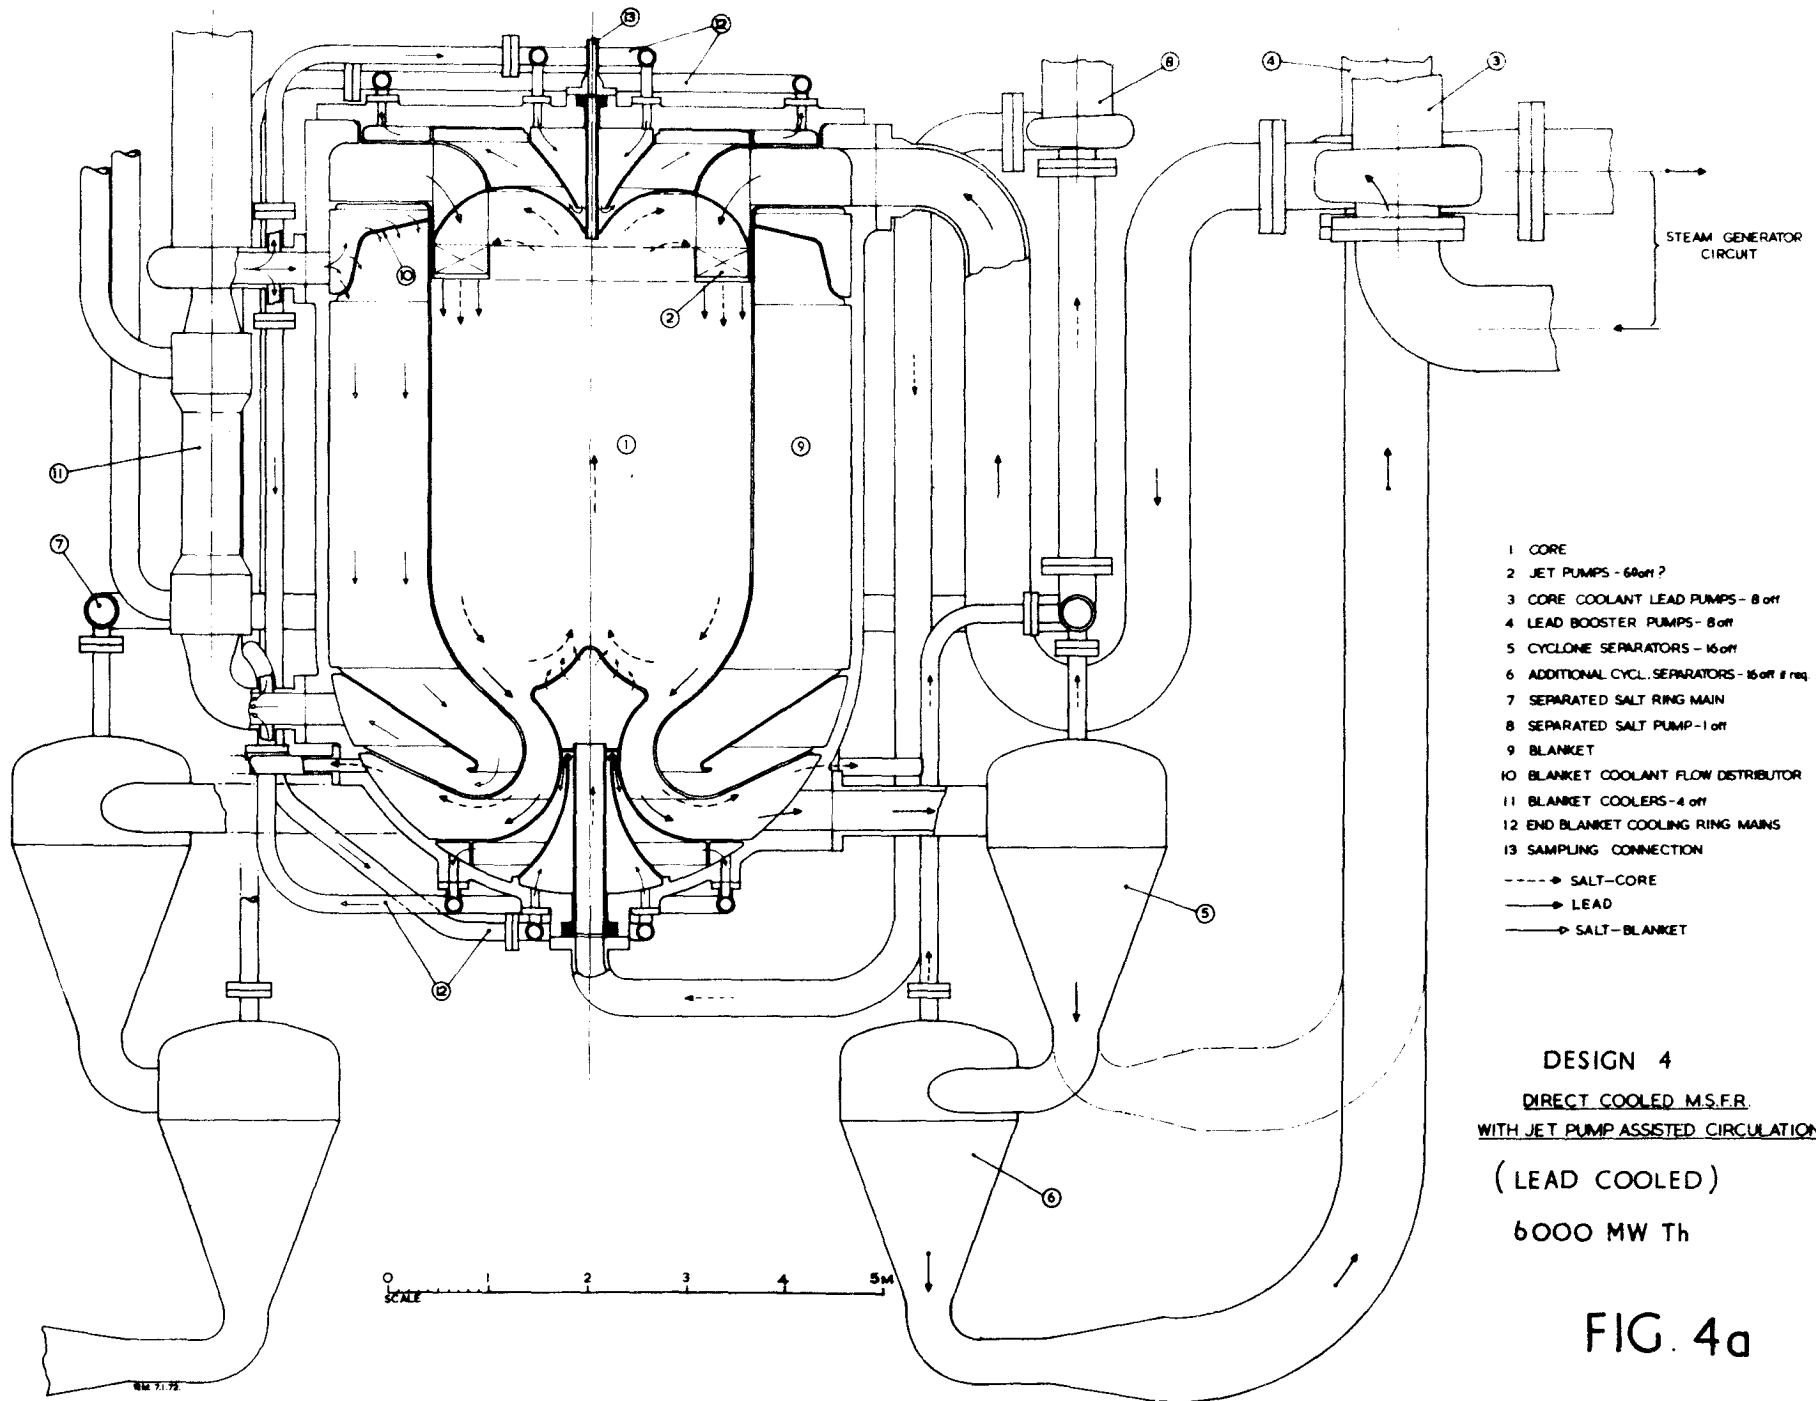 13
12
8
4
3
STEAM GENERATOR
CIRCUIT
10
2
1
9
11
7
5
12
6
1 CORE
2 JET PUMPS - 60off ?
3 CORE COOLANT LEAD PUMPS - 8 off
4 LEAD BOOSTER PUMPS - 8 off
5 CYCLONE SEPARATORS - 16 off
6 ADDITIONAL CYCL. SEPARATORS - 16 off if req.
7 SEPARATED SALT RING MAIN
8 SEPARATED SALT PUMP - 1 off
9 BLANKET
10 BLANKET COOLANT FLOW DISTRIBUTOR
11 BLANKET COOLERS - 4 off
12 END BLANKET COOLING RING MAINS
13 SAMPLING CONNECTION
SALT-CORE
LEAD
SALT-BLANKET
DESIGN 4
DIRECT COOLED M.S.F.R.
WITH JET PUMP ASSISTED CIRCULATION
(LEAD COOLED)
6000 MW Th
0 1 2 3 4 5M
SCALE
FIG. 4a